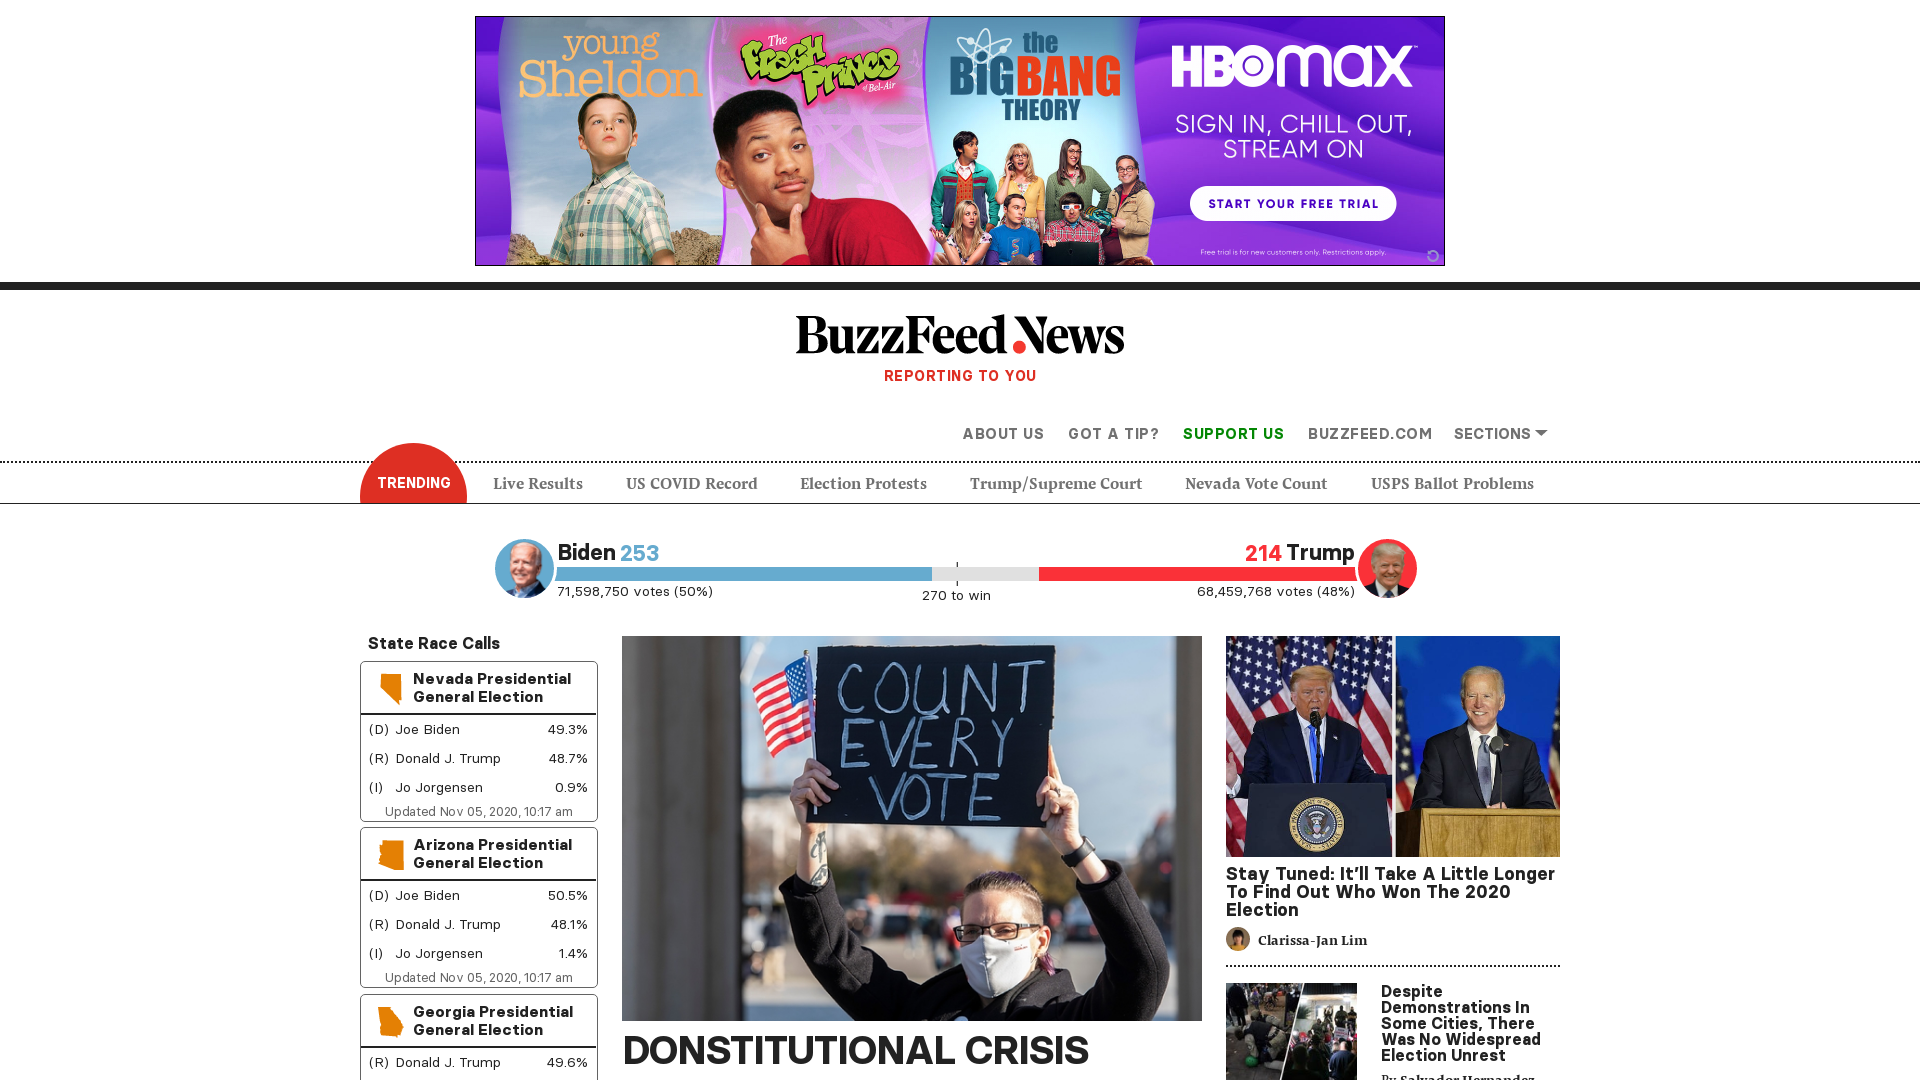 young
Sheldon
The
Fresh
Prince
of Bel-Air
the
BIGBANG
THEORY
HBOMAX
SIGN IN, CHILL OUT,
STREAM ON
START YOUR FREE TRIAL
Free trial is for new customers only. Restrictions apply.
BuzzFeed.News
REPORTING TO YOU
ABOUT US GOT A TIP? SUPPORT US BUZZFEED.COM SECTIONS
TRENDING Live Results US COVID Record Election Protests Trump/Supreme Court Nevada Vote Count USPS Ballot Problems
Biden 253 214 Trump
71,598,750 votes (50%) 270 to win 68,459,768 votes (48%)
State Race Calls
Nevada Presidential
General Election
(D) Joe Biden 49.3%
(R) Donald J. Trump 48.7%
(I) Jo Jorgensen 0.9%
Updated Nov 05, 2020, 10:17 am
Arizona Presidential
General Election
(D) Joe Biden 50.5%
(R) Donald J. Trump 48.1%
(I) Jo Jorgensen 1.4%
Updated Nov 05, 2020, 10:17 am
Georgia Presidential
General Election
(R) Donald J. Trump 49.6%
COUNT
EVERY
VOTE
DONSTITUTIONAL CRISIS
Stay Tuned: It’ll Take A Little Longer
To Find Out Who Won The 2020
Election
Clarissa-Jan Lim
Despite
Demonstrations In
Some Cities, There
Was No Widespread
Election Unrest
By Salvador Hernandez